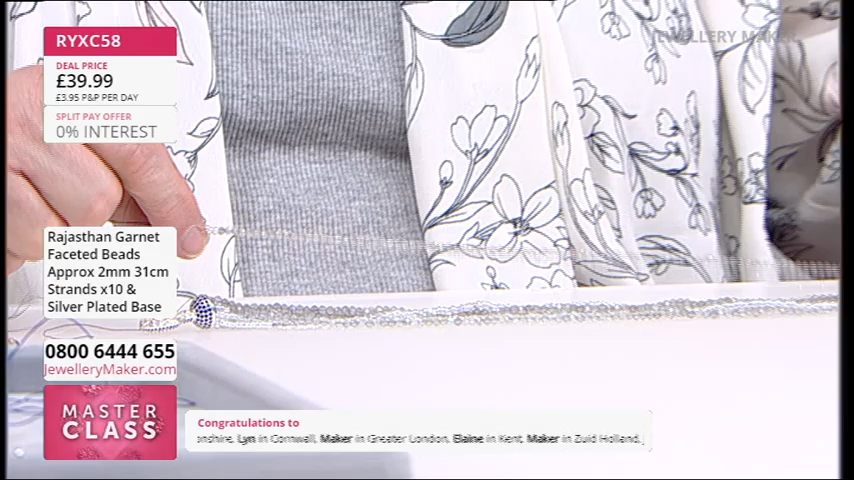 JEWELLERY MAKER
RYXC58
DEAL PRICE
£39.99
£3.95 P&P PER DAY
SPLIT PAY OFFER
0% INTEREST
Rajasthan Garnet
Faceted Beads
Approx 2mm 31cm
Strands x10 &
Silver Plated Base
0800 6444 655
JewelleryMaker.com
MASTER
CLASS
Congratulations to
onshire, Lyn in Cornwall, Maker in Greater London, Elaine in Kent, Maker in Zuid Holland,